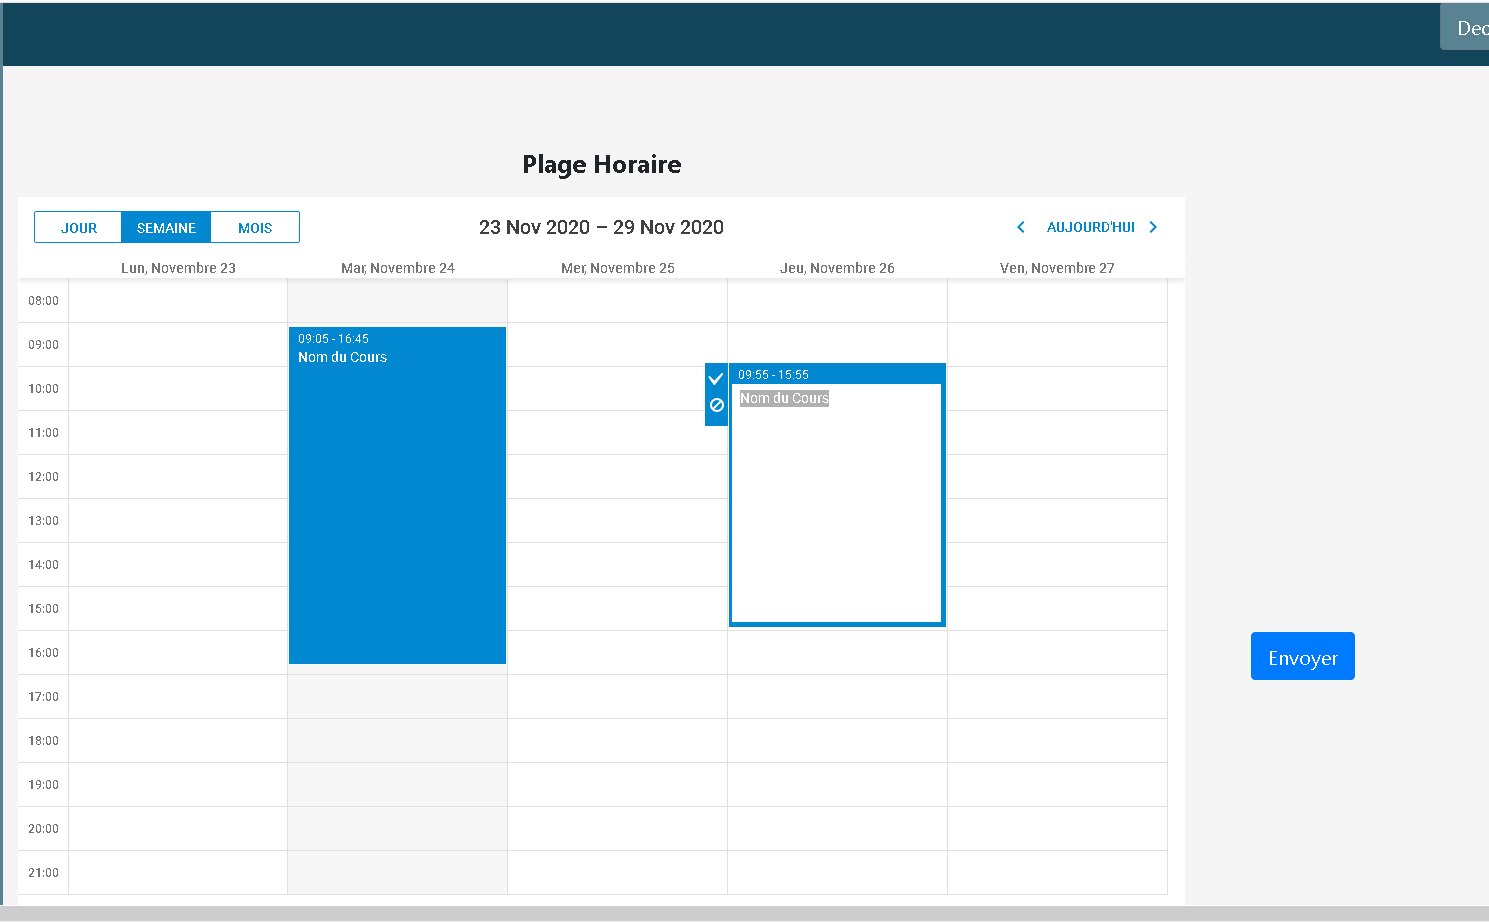 Dec
Plage Horaire
JOUR SEMAINE MOIS 23 Nov 2020 – 29 Nov 2020 AUJOURD'HUI
Lun, Novembre 23 Mar, Novembre 24 Mer, Novembre 25 Jeu, Novembre 26 Ven, Novembre 27
08:00
09:00
09:05 - 16:45
Nom du Cours
09:55 - 15:55
Nom du Cours
10:00
11:00
12:00
13:00
14:00
15:00
16:00
Envoyer
17:00
18:00
19:00
20:00
21:00